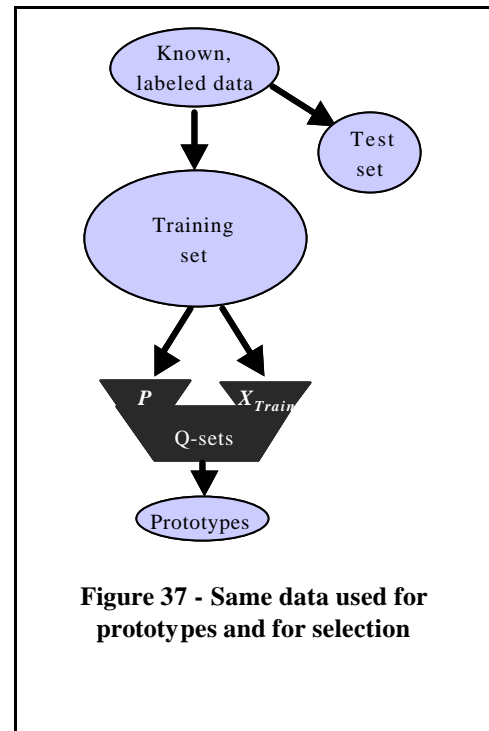 Known,
labeled data
Test
set
Training
set
P
X_Train
Q-sets
Prototypes
Figure 37 - Same data used for
prototypes and for selection